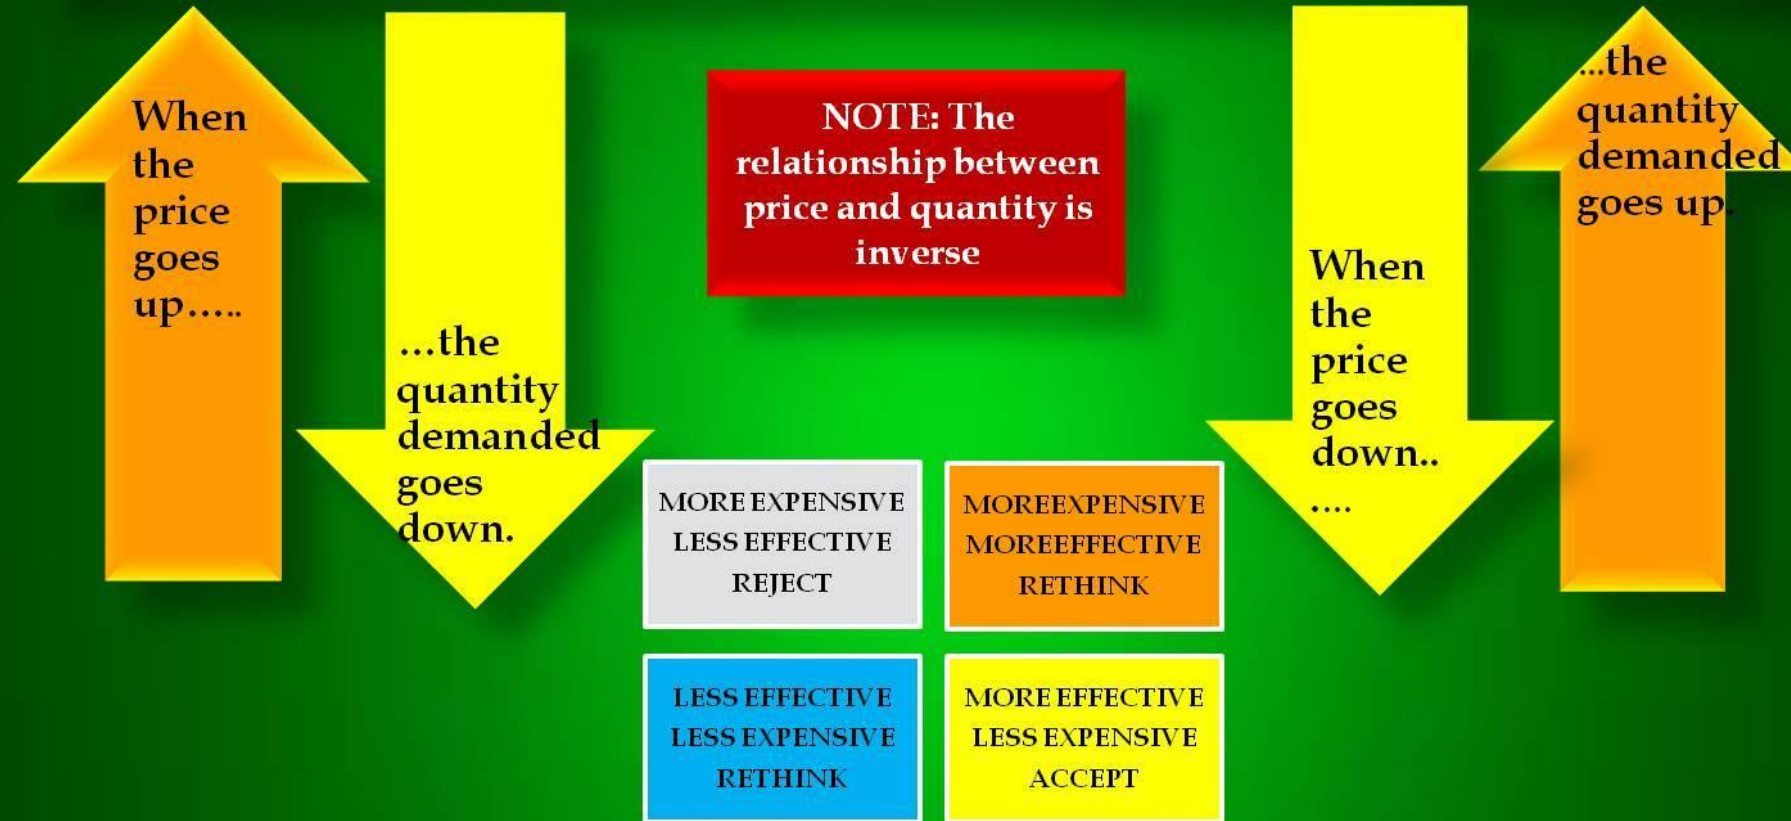 When
the
price
goes
up.....
...the
quantity
demanded
goes
down.
NOTE: The
relationship between
price and quantity is
inverse
When
the
price
goes
down..
....
...the
quantity
demanded
goes up.
MORE EXPENSIVE
LESS EFFECTIVE
REJECT
MOREEXPENSIVE
MOREEFFECTIVE
RETHINK
LESS EFFECTIVE
LESS EXPENSIVE
RETHINK
MORE EFFECTIVE
LESS EXPENSIVE
ACCEPT